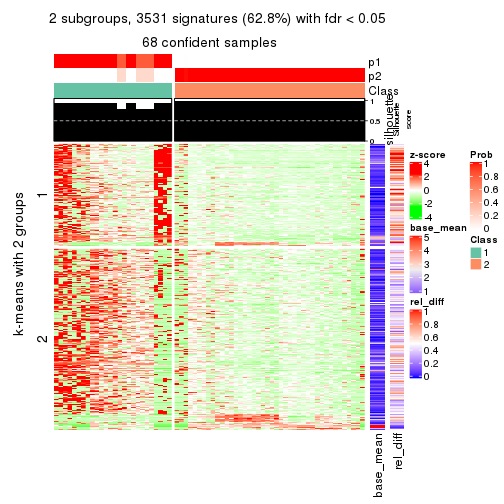 2 subgroups, 3531 signatures (62.8%) with fdr < 0.05
68 confident samples
p1
p2
Class
1
0.5
0
silhouette
Silhouette
score
k-means with 2 groups
1
2
base_mean
rel_diff
z-score
4
2
0
-2
-4
base_mean
5
4
3
2
1
rel_diff
1
0.8
0.6
0.4
0.2
0
Prob
1
0.8
0.6
0.4
0.2
0
Class
1
2